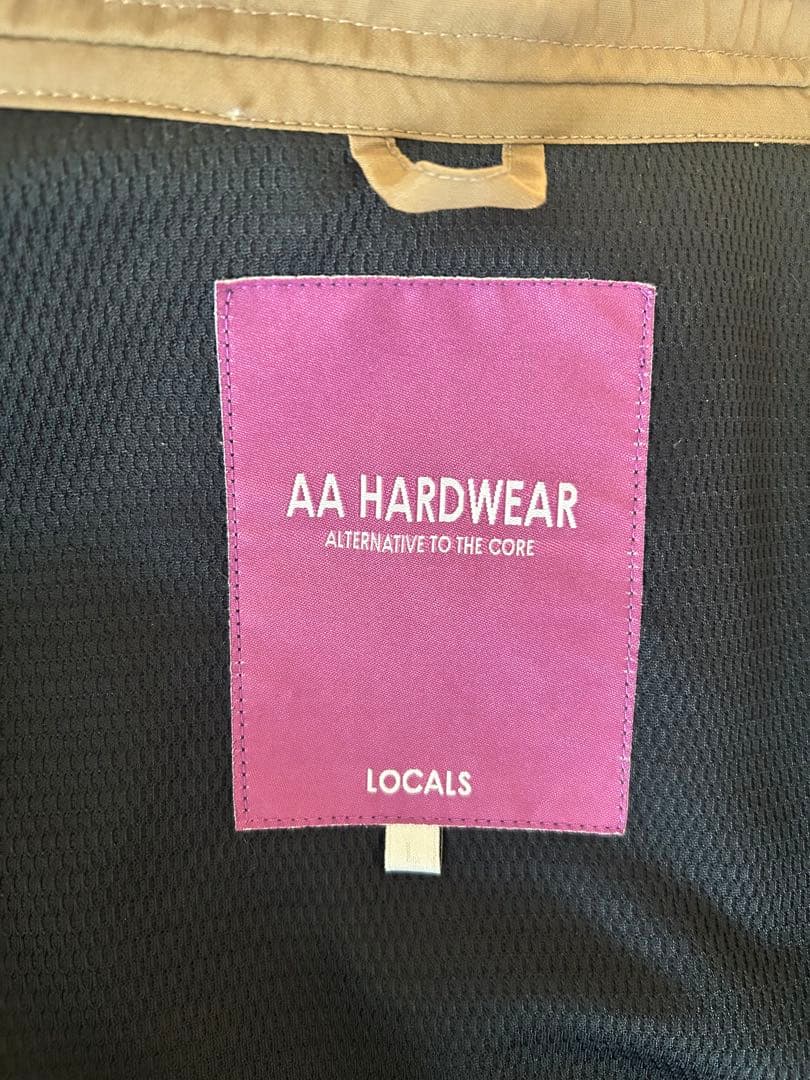 AA HARDWEAR
ALTERNATIVE TO THE CORE
LOCALS
L